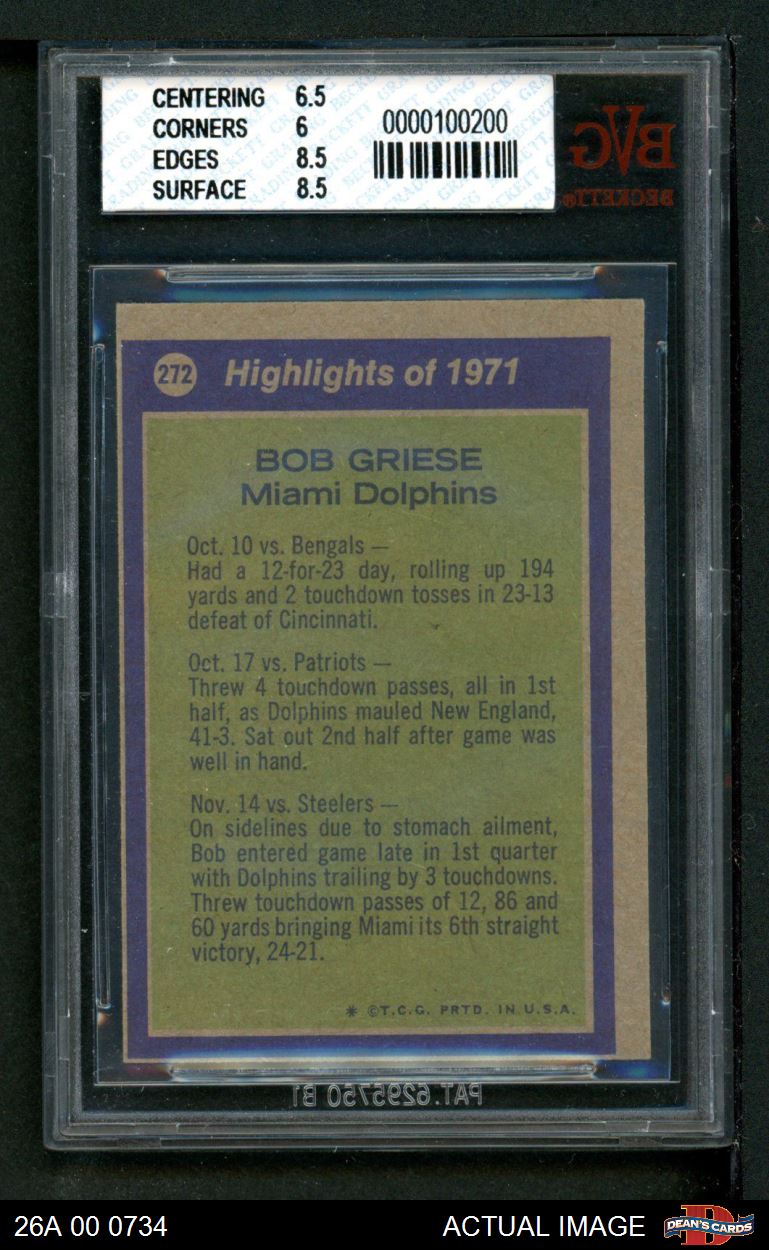 CENTERING 6.5
CORNERS 6
EDGES 8.5
SURFACE 8.5
0000100200
BVG
BECKETT®
272 Highlights of 1971
BOB GRIESE
Miami Dolphins
Oct. 10 vs. Bengals —
Had a 12-for-23 day, rolling up 194
yards and 2 touchdown tosses in 23-13
defeat of Cincinnati.
Oct. 17 vs. Patriots —
Threw 4 touchdown passes, all in 1st
half, as Dolphins mauled New England,
41-3. Sat out 2nd half after game was
well in hand.
Nov. 14 vs. Steelers —
On sidelines due to stomach ailment,
Bob entered game late in 1st quarter
with Dolphins trailing by 3 touchdowns.
Threw touchdown passes of 12, 86 and
60 yards bringing Miami its 6th straight
victory, 24-21.
* ©T.C.G. PRTD. IN U.S.A.
PAT.6295750 B1
26A 00 0734 ACTUAL IMAGE DEAN'S CARDS